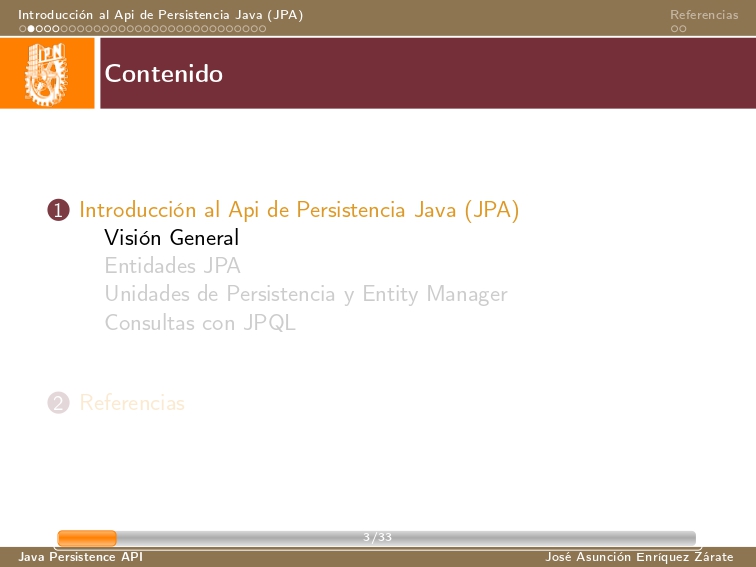 Introducción al Api de Persistencia Java (JPA)
Referencias
IPN
Contenido
1 Introducción al Api de Persistencia Java (JPA)
Visión General
Entidades JPA
Unidades de Persistencia y Entity Manager
Consultas con JPQL
2 Referencias
3/33
Java Persistence API
José Asunción Enríquez Zárate